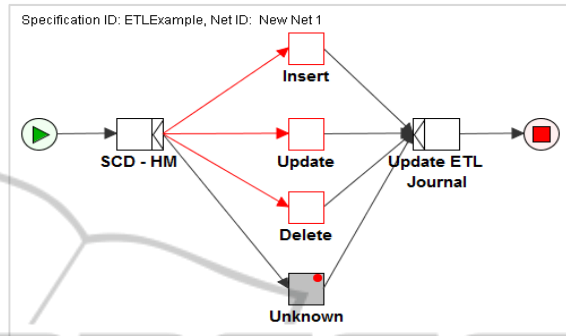 Specification ID: ETLExample, Net ID: New Net 1
Insert
SCD - HM
Update
Update ETL
Journal
Delete
Unknown